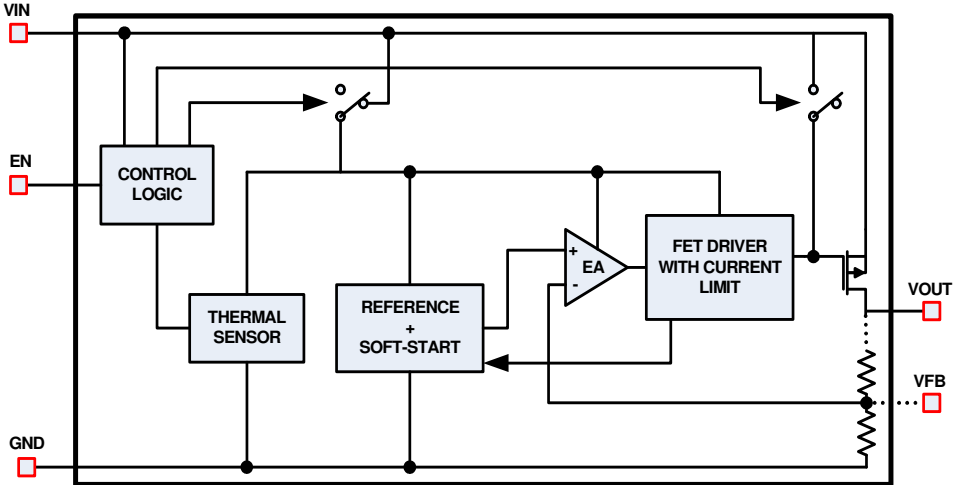 VIN
EN
CONTROL
LOGIC
+
EA
-
FET DRIVER
WITH CURRENT
LIMIT
THERMAL
SENSOR
REFERENCE
+
SOFT-START
VOUT
VFB
GND